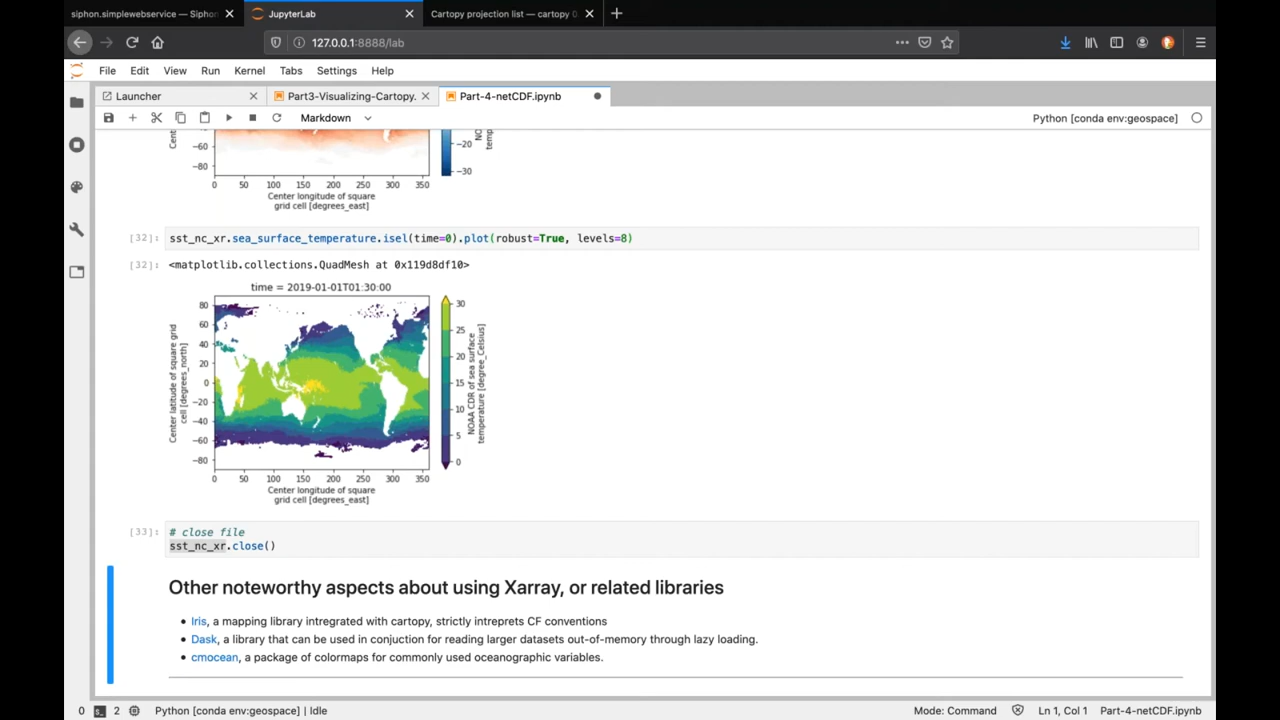 siphon.simplewebservice — Siphon
JupyterLab
Cartopy projection list — cartopy 0
127.0.0.1:8888/lab
File Edit View Run Kernel Tabs Settings Help
Launcher
Part3-Visualizing-Cartopy.
Part-4-netCDF.ipynb
Markdown
Python [conda env:geospace]
−60
−80
0 50 100 150 200 250 300 350
Center longitude of square
grid cell [degrees_east]
−20
−30
[32]: sst_nc_xr.sea_surface_temperature.isel(time=0).plot(robust=True, levels=8)
[32]: <matplotlib.collections.QuadMesh at 0x119d8df10>
time = 2019-01-01T01:30:00
Center latitude of square grid
cell [degrees_north]
80
60
40
20
0
−20
−40
−60
−80
0 50 100 150 200 250 300 350
Center longitude of square
grid cell [degrees_east]
30
25
20
15
10
5
0
NOAA CDR of sea surface
temperature [degree_Celsius]
[33]: # close file
sst_nc_xr.close()
Other noteworthy aspects about using Xarray, or related libraries
• Iris, a mapping library intregrated with cartopy, strictly intreprets CF conventions
• Dask, a library that can be used in conjuction for reading larger datasets out-of-memory through lazy loading.
• cmocean, a package of colormaps for commonly used oceanographic variables.
0 2 Python [conda env:geospace] | Idle
Mode: Command Ln 1, Col 1 Part-4-netCDF.ipynb